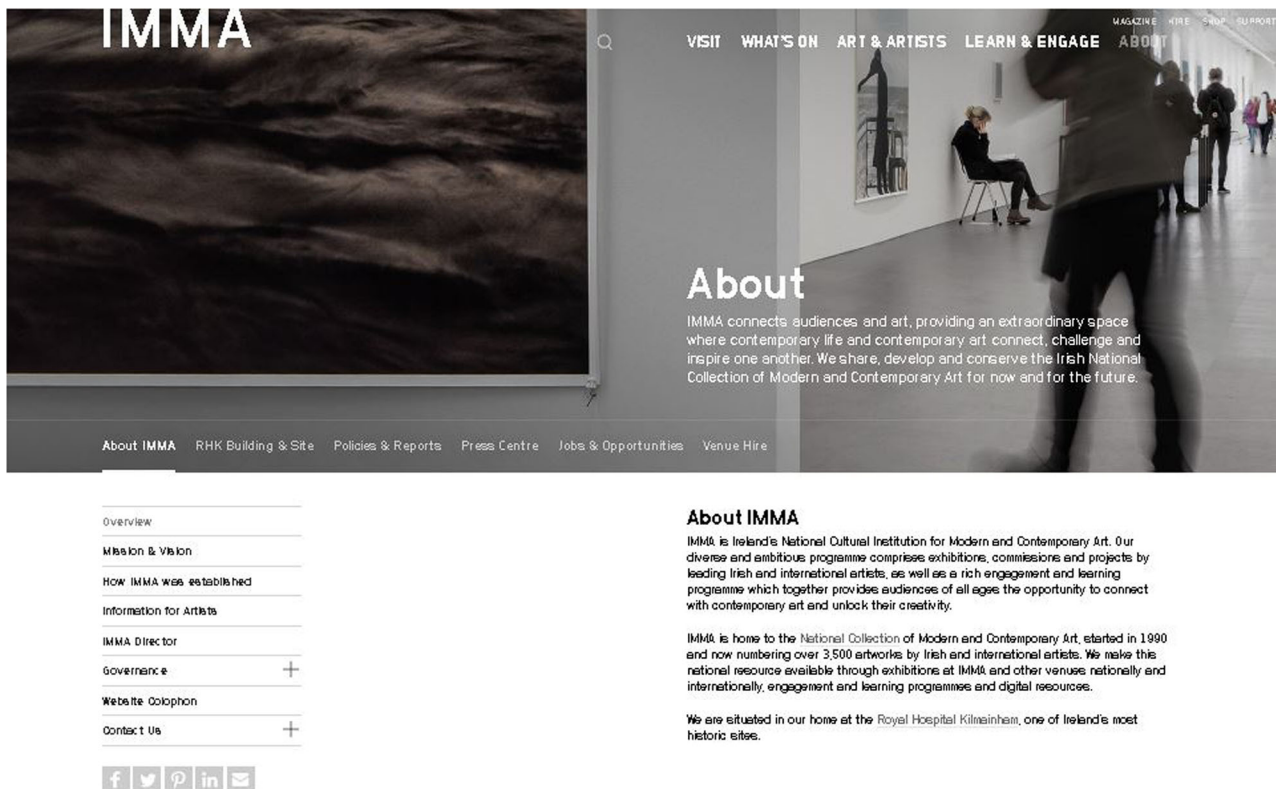 IMMA
MAGAZINE HIRE SHOP SUPPORT
VISIT WHAT'S ON ART & ARTISTS LEARN & ENGAGE ABOUT
About
IMMA connects audiences and art, providing an extraordinary space
where contemporary life and contemporary art connect, challenge and
inspire one another. We share, develop and conserve the Irish National
Collection of Modern and Contemporary Art for now and for the future.
About IMMA RHK Building & Site Policies & Reports Press Centre Jobs & Opportunities Venue Hire
Overview
Mission & Vision
How IMMA was established
Information for Artists
IMMA Director
Governance
Website Colophon
Contact Us
About IMMA
IMMA is Ireland's National Cultural Institution for Modern and Contemporary Art. Our
diverse and ambitious programme comprises exhibitions, commissions and projects by
leading Irish and international artists, as well as a rich engagement and learning
programme which together provides audiences of all ages the opportunity to connect
with contemporary art and unlock their creativity.
IMMA is home to the National Collection of Modern and Contemporary Art, started in 1990
and now numbering over 3,500 artworks by Irish and international artists. We make this
national resource available through exhibitions at IMMA and other venues nationally and
internationally, engagement and learning programmes and digital resources.
We are situated in our home at the Royal Hospital Kilmainham, one of Ireland's most
historic sites.